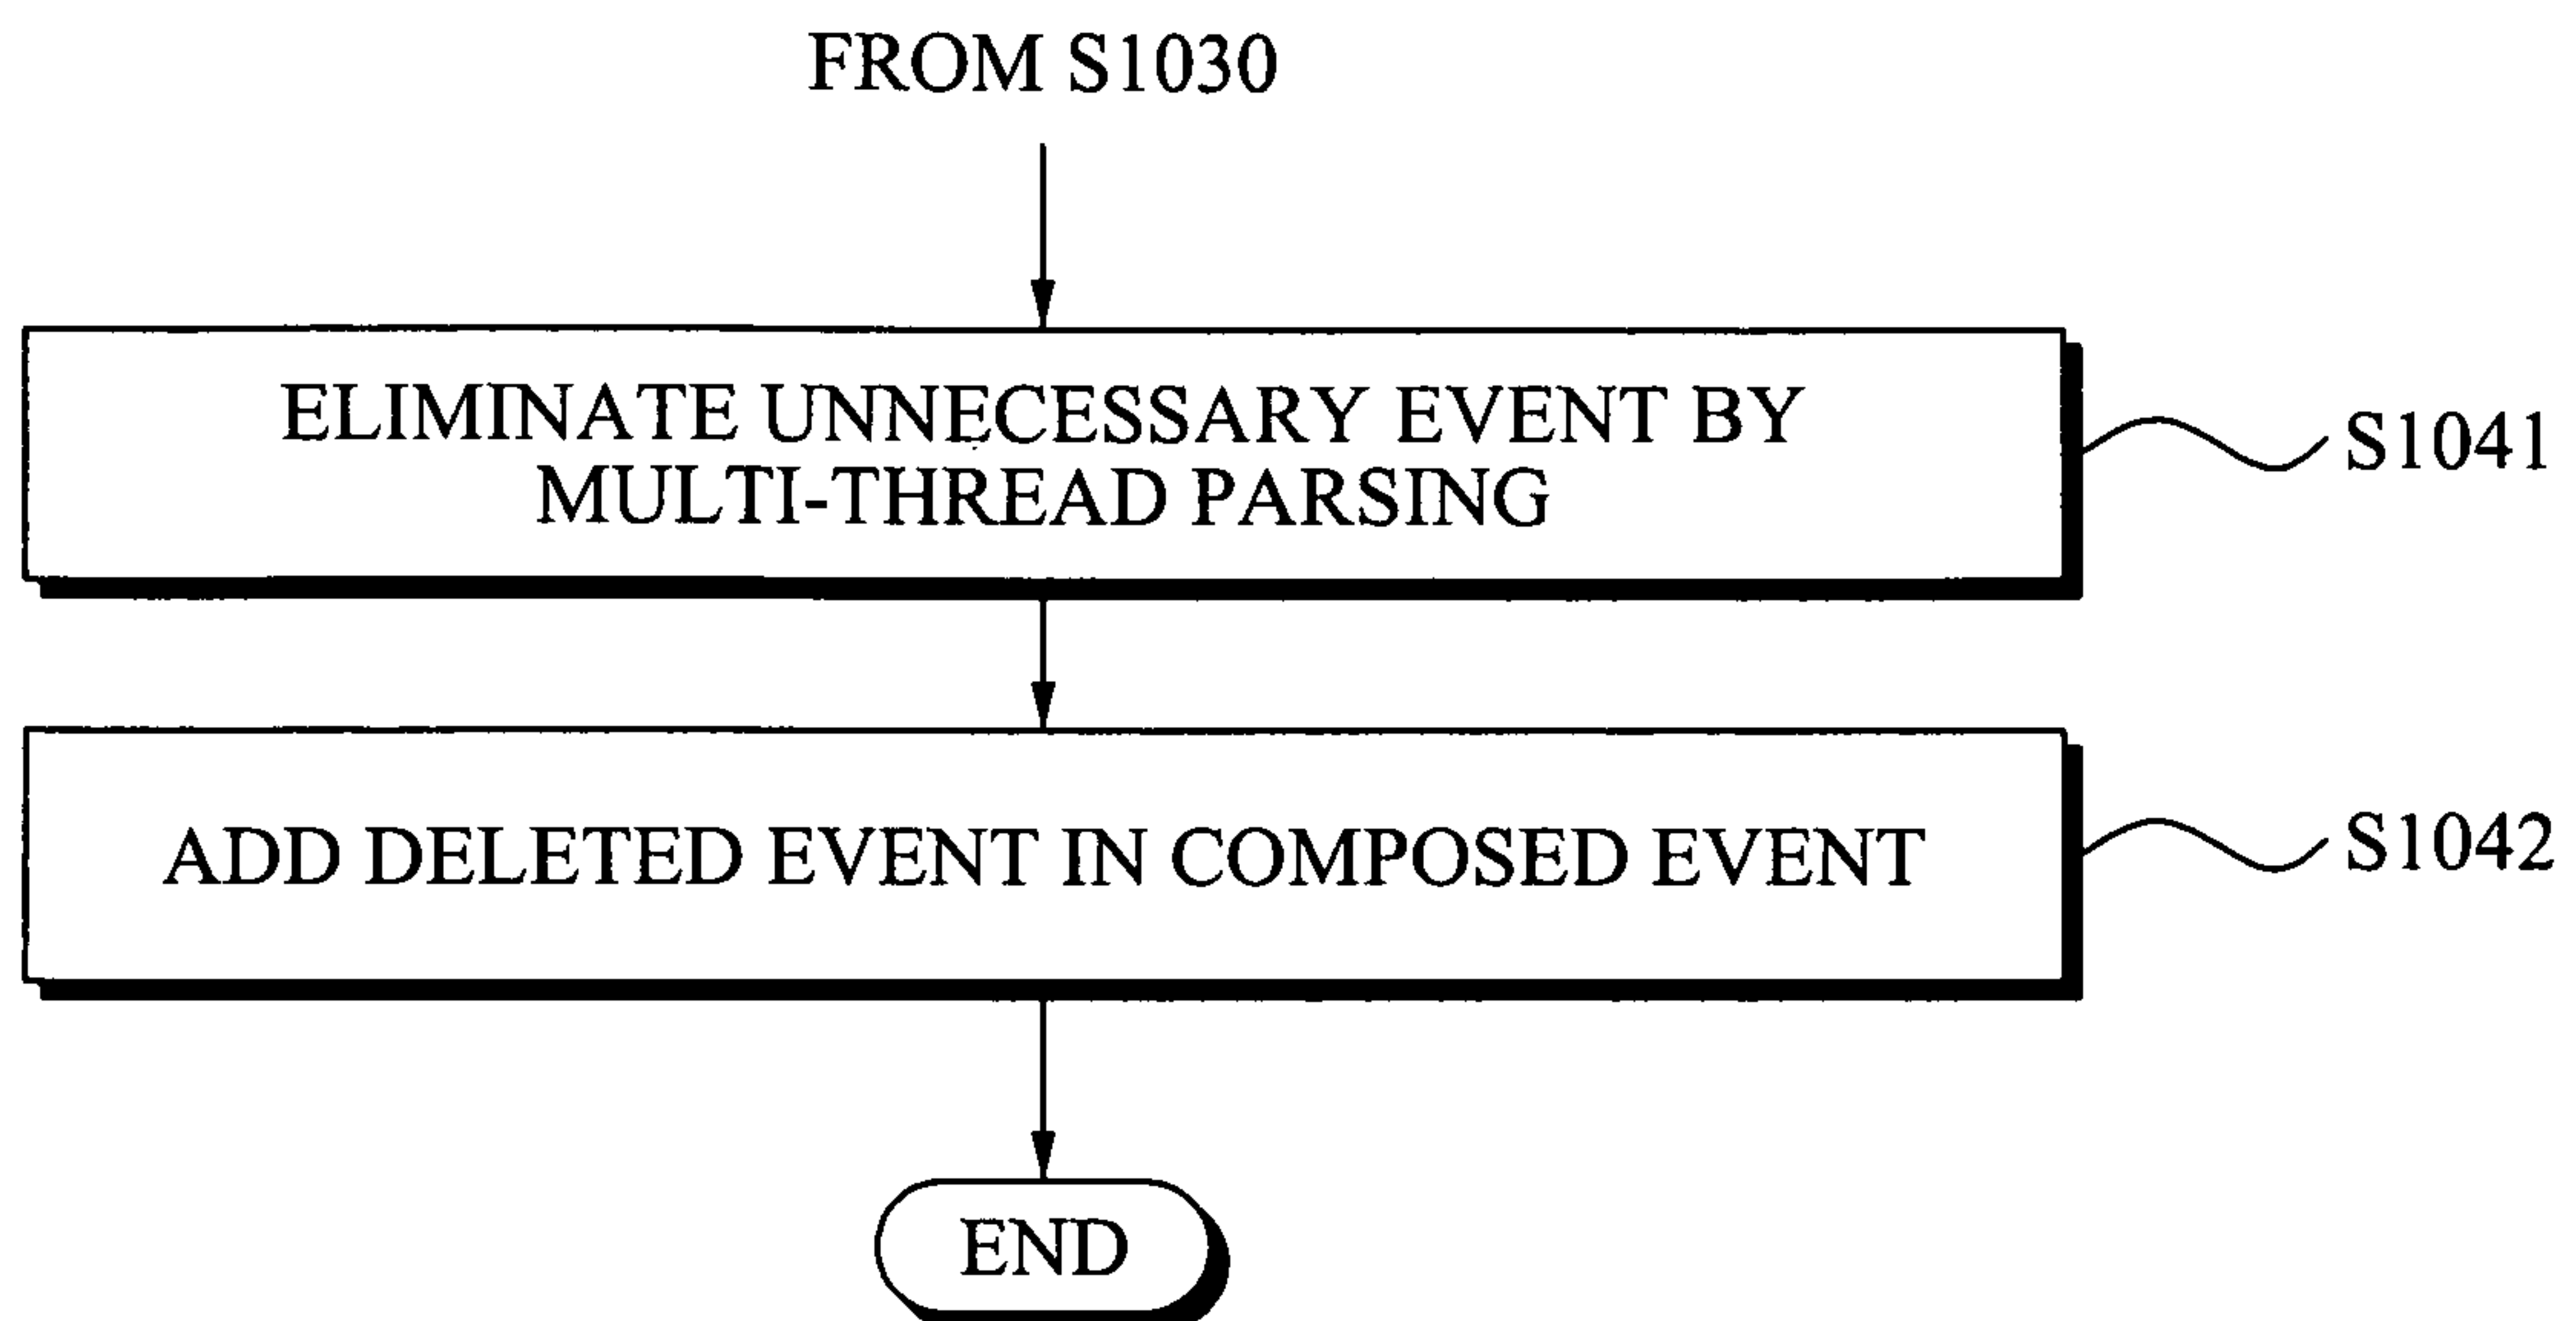 FROM S1030
ELIMINATE UNNECESSARY EVENT BY
MULTI-THREAD PARSING
S1041
ADD DELETED EVENT IN COMPOSED EVENT
S1042
END